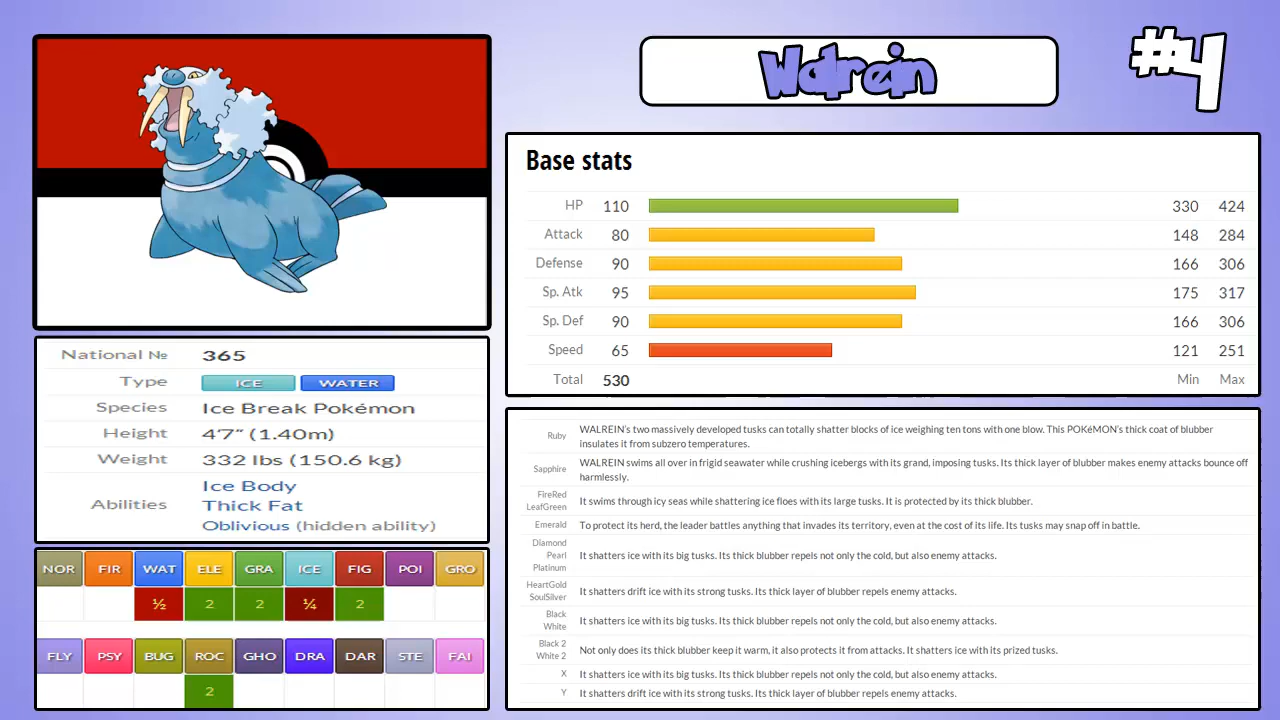 Walrein
#4
Base stats
HP 110 330 424
Attack 80 148 284
Defense 90 166 306
Sp. Atk 95 175 317
Sp. Def 90 166 306
Speed 65 121 251
Total 530 Min Max
National № 365
Type ICE WATER
Species Ice Break Pokémon
Height 4'7" (1.40m)
Weight 332 lbs (150.6 kg)
Abilities Ice Body
Thick Fat
Oblivious (hidden ability)
NOR FIR WAT ELE GRA ICE FIG POI GRO
½ 2 2 ¼ 2
FLY PSY BUG ROC GHO DRA DAR STE FAI
2
Ruby WALREIN's two massively developed tusks can totally shatter blocks of ice weighing ten tons with one blow. This POKéMON's thick coat of blubber
insulates it from subzero temperatures.
Sapphire WALREIN swims all over in frigid seawater while crushing icebergs with its grand, imposing tusks. Its thick layer of blubber makes enemy attacks bounce off
harmlessly.
FireRed
LeafGreen It swims through icy seas while shattering ice floes with its large tusks. It is protected by its thick blubber.
Emerald To protect its herd, the leader battles anything that invades its territory, even at the cost of its life. Its tusks may snap off in battle.
Diamond
Pearl It shatters ice with its big tusks. Its thick blubber repels not only the cold, but also enemy attacks.
Platinum
HeartGold
SoulSilver It shatters drift ice with its strong tusks. Its thick layer of blubber repels enemy attacks.
Black
White It shatters ice with its big tusks. Its thick blubber repels not only the cold, but also enemy attacks.
Black 2
White 2 Not only does its thick blubber keep it warm, it also protects it from attacks. It shatters ice with its prized tusks.
X It shatters ice with its big tusks. Its thick blubber repels not only the cold, but also enemy attacks.
Y It shatters drift ice with its strong tusks. Its thick layer of blubber repels enemy attacks.